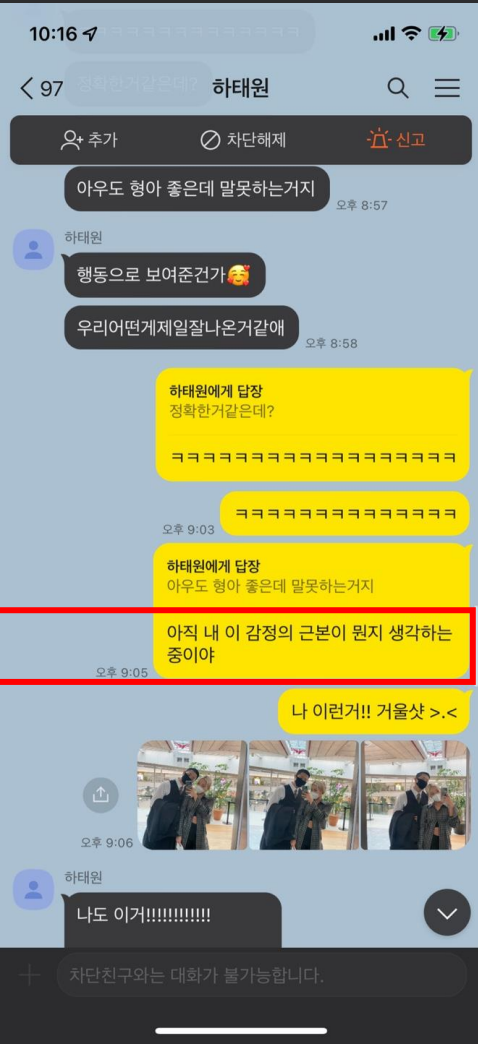 10:16
97
하태원
추가
차단해제
신고
아우도 형아 좋은데 말못하는거지
오후 8:57
하태원
행동으로 보여준건가🥰
우리어떤게제일잘나온거같애
오후 8:58
하태원에게 답장
정확한거같은데?
ㅋㅋㅋㅋㅋㅋㅋㅋㅋㅋㅋㅋㅋㅋㅋㅋㅋㅋ
ㅋㅋㅋㅋㅋㅋㅋㅋㅋㅋㅋㅋㅋㅋ
오후 9:03
하태원에게 답장
아우도 형아 좋은데 말못하는거지
아직 내 이 감정의 근본이 뭔지 생각하는
중이야
오후 9:05
나 이런거!! 거울샷 >.<
오후 9:06
하태원
나도 이거!!!!!!!!!!!!
차단친구와는 대화가 불가능합니다.